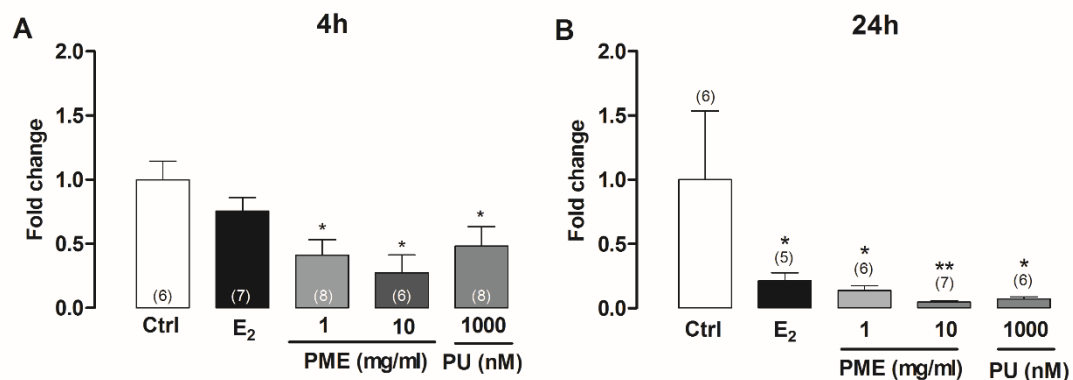 A
4h
Fold change
2.0
1.5
1.0
0.5
0.0
*
*
*
(6)
(7)
(8)
(6)
(8)
Ctrl
E₂
1
10
1000
PME (mg/ml)
PU (nM)
B
24h
Fold change
2.0
1.5
1.0
0.5
0.0
(6)
*
(5)
*
(6)
**
(7)
*
(6)
Ctrl
E₂
1
10
1000
PME (mg/ml)
PU (nM)